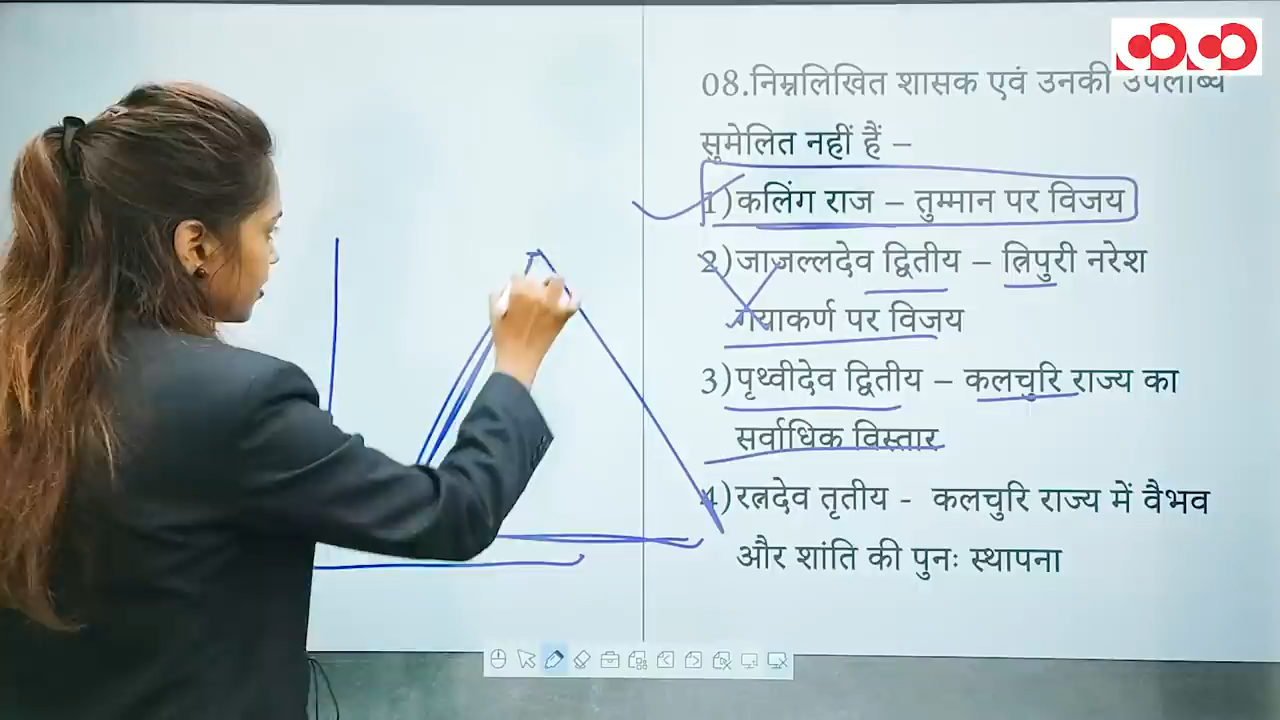 08.निम्नलिखित शासक एवं उनकी उपलब्धि
सुमेलित नहीं हैं –
1)कलिंग राज – तुम्मान पर विजय
2)जाजल्लदेव द्वितीय – त्रिपुरी नरेश
गयाकर्ण पर विजय
3)पृथ्वीदेव द्वितीय – कलचुरि राज्य का
सर्वाधिक विस्तार
4)रत्नदेव तृतीय - कलचुरि राज्य में वैभव
और शांति की पुनः स्थापना